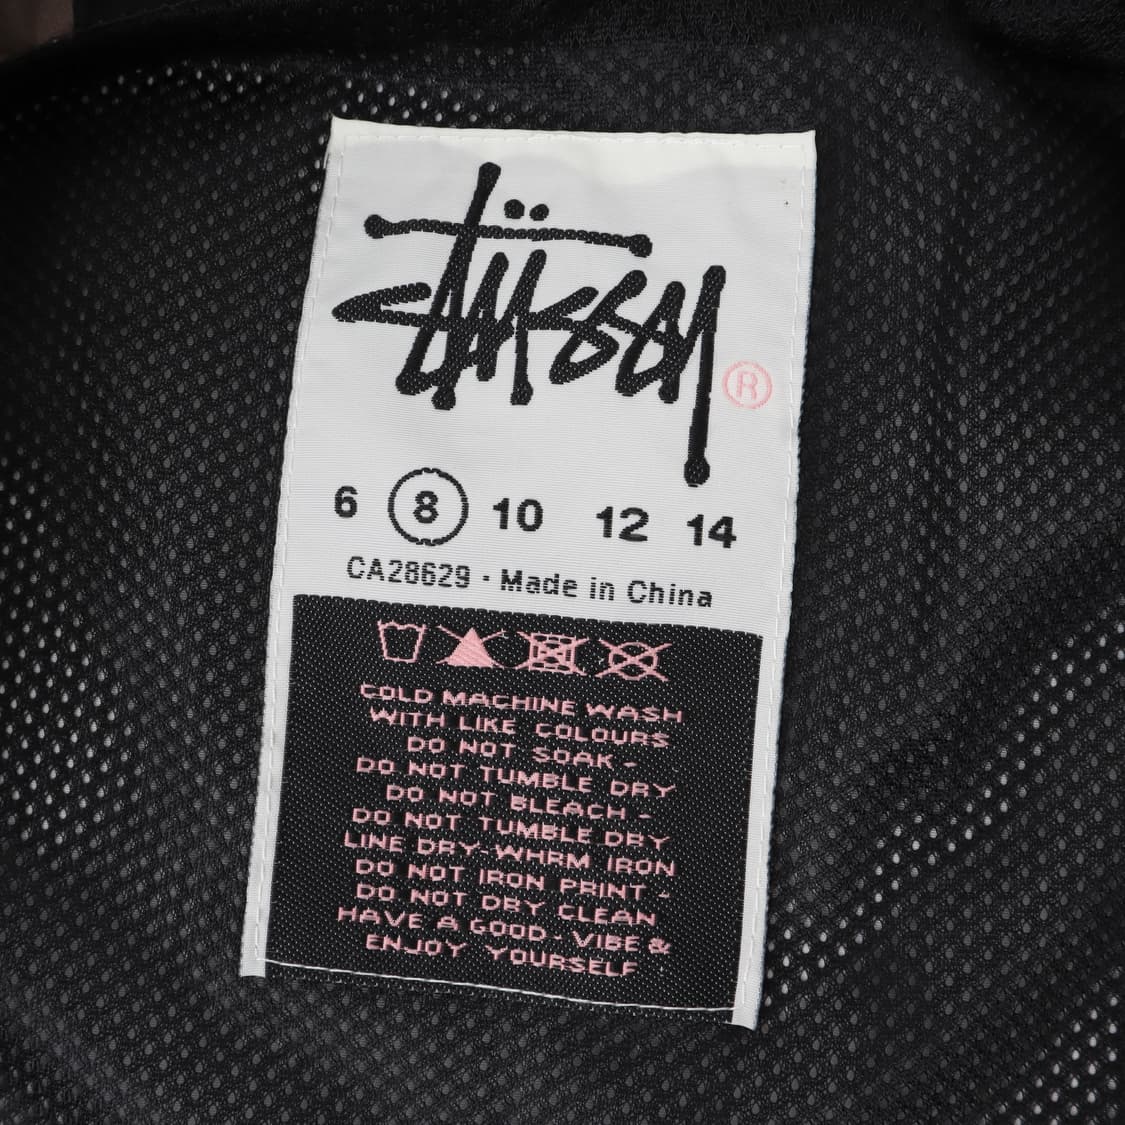 Stüssy ®
6 8 10 12 14
CA28629 · Made in China
COLD MACHINE WASH
WITH LIKE COLOURS
DO NOT SOAK -
DO NOT TUMBLE DRY
DO NOT BLEACH -
DO NOT TUMBLE DRY
LINE DRY-WHRM IRON
DO NOT IRON PRINT -
DO NOT DRY CLEAN
HAVE A GOOD - VIBE &
ENJOY YOURSELF